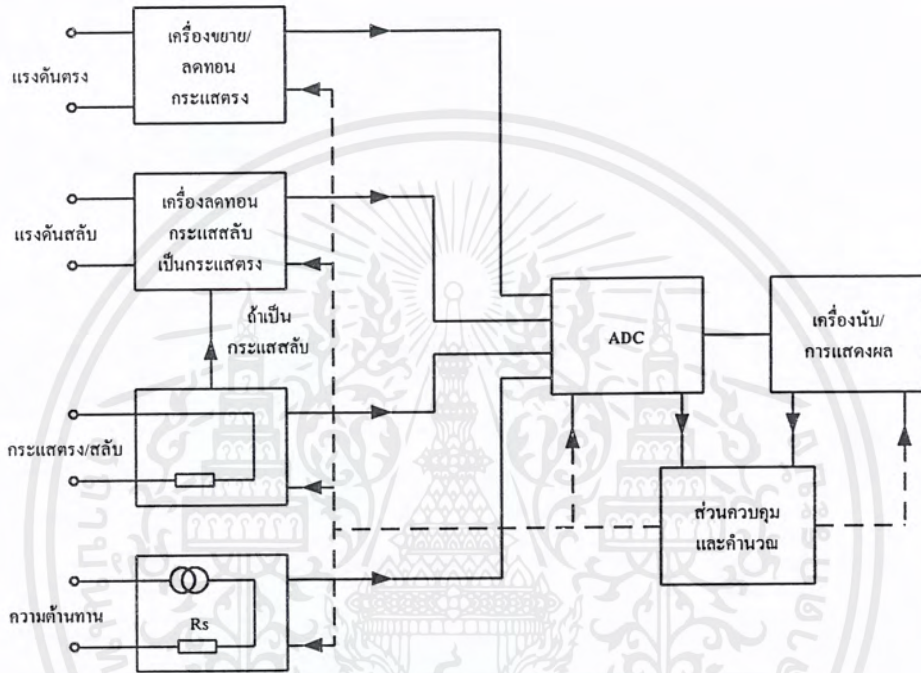 เครื่องขยาย/
ลดทอน
กระแสตรง
แรงดันตรง
เครื่องลดทอน
กระแสสลับ
เป็นกระแสตรง
แรงดันสลับ
ถ้าเป็น
กระแสสลับ
ADC
เครื่องนับ/
การแสดงผล
กระแสตรง/สลับ
ส่วนควบคุม
และคำนวณ
ความต้านทาน
Rs